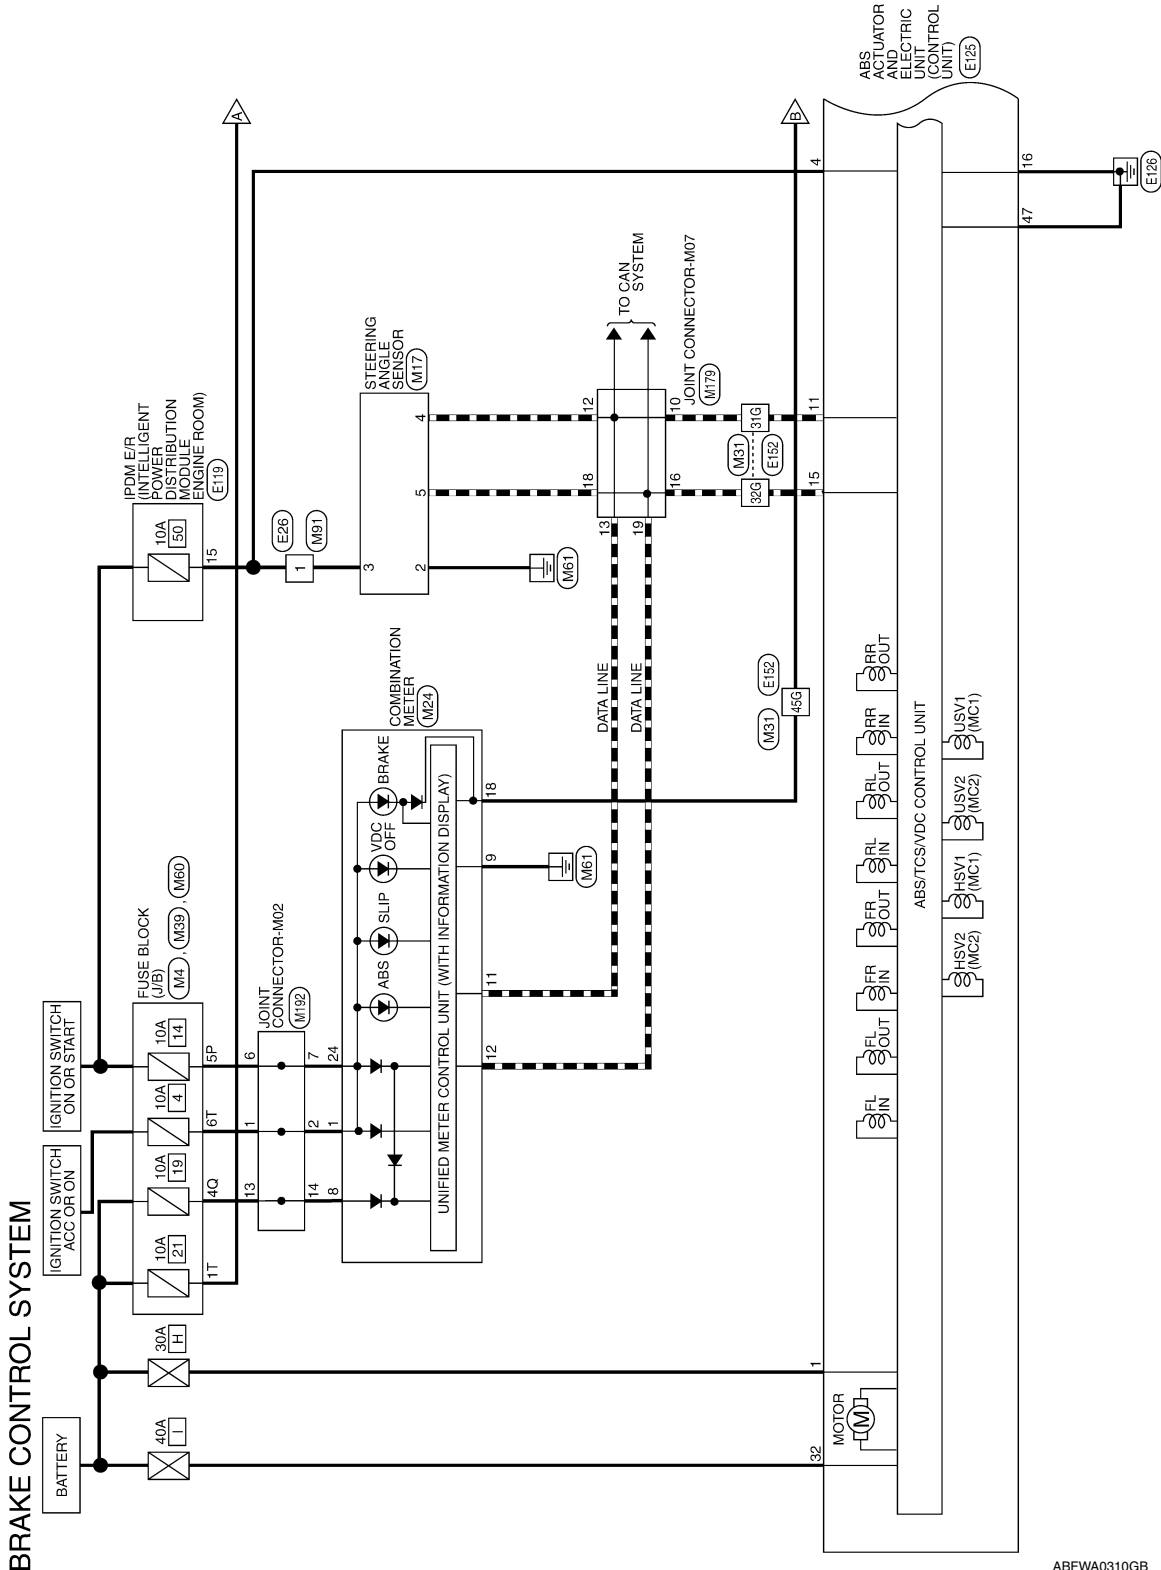 BRAKE CONTROL SYSTEM
BATTERY
IGNITION SWITCH
ACC OR ON
IGNITION SWITCH
ON OR START
40A
I
30A
H
10A
21
10A
19
10A
4
10A
14
FUSE BLOCK
(J/B)
M4 , M39 , M60
1T
4Q
6T
5P
10A
50
15
IPDM E/R
(INTELLIGENT
POWER
DISTRIBUTION
MODULE
ENGINE ROOM)
E119
A
13
1
6
JOINT
CONNECTOR-M02
M192
14
2
7
8
1
24
E26
1
M91
ABS
SLIP
VDC
OFF
BRAKE
COMBINATION
METER
M24
UNIFIED METER CONTROL UNIT (WITH INFORMATION DISPLAY)
12
11
9
18
M61
3
STEERING
ANGLE
SENSOR
M17
2
5
4
M61
DATA LINE
DATA LINE
13
19
18
12
16
10
TO CAN
SYSTEM
JOINT CONNECTOR-M07
M179
M31
32G
31G
E152
M31
45G
E152
B
32
1
15
11
4
MOTOR
M
FL
IN
FL
OUT
FR
IN
FR
OUT
RL
IN
RL
OUT
RR
IN
RR
OUT
ABS/TCS/VDC CONTROL UNIT
HSV2
(MC2)
HSV1
(MC1)
USV2
(MC2)
USV1
(MC1)
ABS
ACTUATOR
AND
ELECTRIC
UNIT
(CONTROL
UNIT)
E125
47
16
E126
ABFWA0310GB